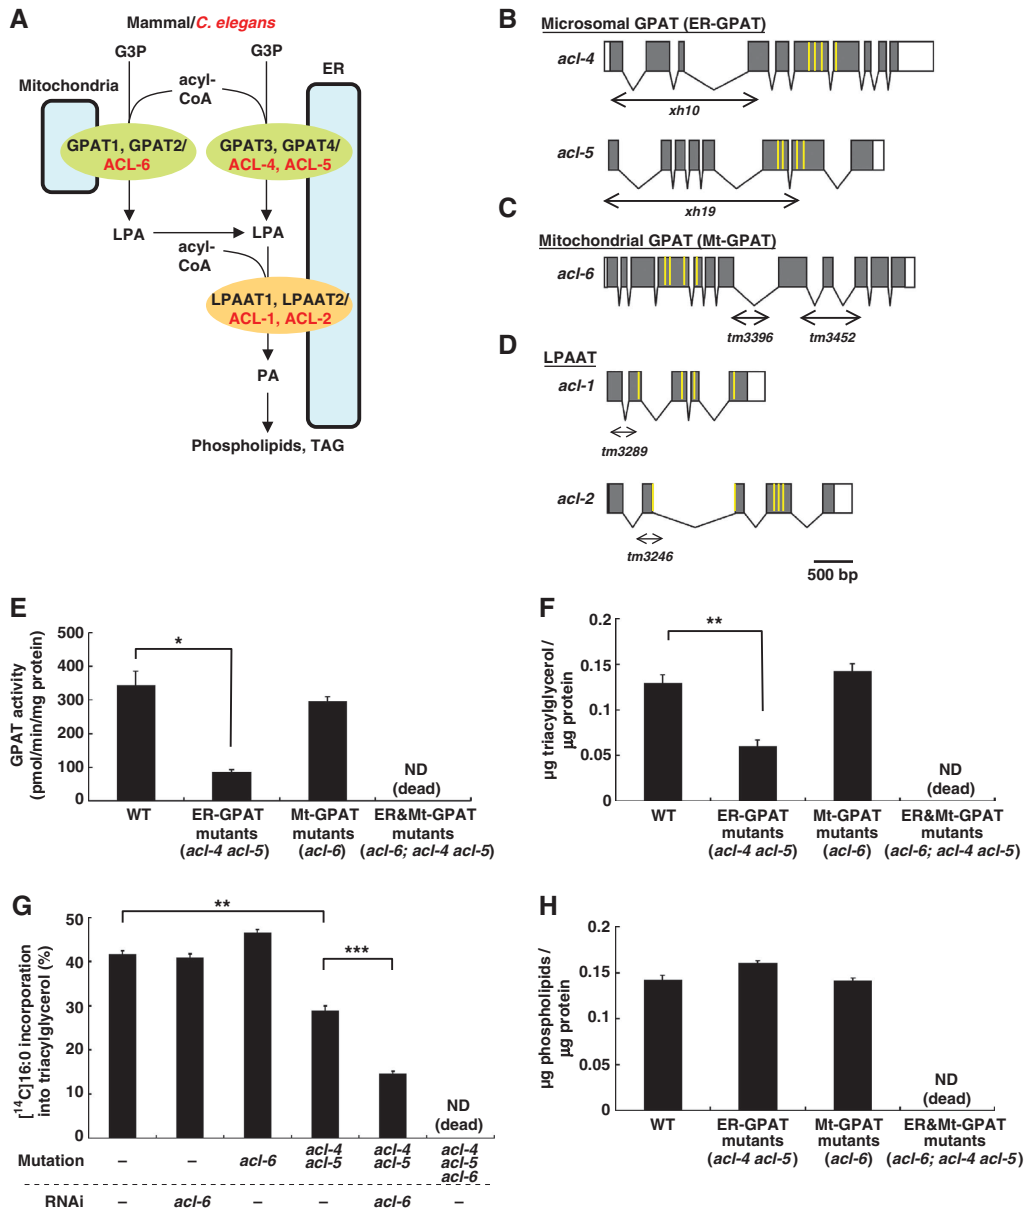 A
Mammal/C. elegans
G3P
G3P
ER
Mitochondria
acyl-
CoA
GPAT1, GPAT2/
ACL-6
GPAT3, GPAT4/
ACL-4, ACL-5
LPA
LPA
acyl-
CoA
LPAAT1, LPAAT2/
ACL-1, ACL-2
PA
Phospholipids, TAG
B
Microsomal GPAT (ER-GPAT)
acl-4
xh10
acl-5
xh19
C
Mitochondrial GPAT (Mt-GPAT)
acl-6
tm3396
tm3452
D
LPAAT
acl-1
tm3289
acl-2
tm3246
500 bp
E
GPAT activity
(pmol/min/mg protein)
500
400
300
200
100
0
*
ND
(dead)
WT
ER-GPAT
mutants
(acl-4 acl-5)
Mt-GPAT
mutants
(acl-6)
ER&Mt-GPAT
mutants
(acl-6; acl-4 acl-5)
F
µg triacylglycerol/
µg protein
0.2
0.15
0.1
0.05
0
**
ND
(dead)
WT
ER-GPAT
mutants
(acl-4 acl-5)
Mt-GPAT
mutants
(acl-6)
ER&Mt-GPAT
mutants
(acl-6; acl-4 acl-5)
G
[14C]16:0 incorporation
into triacylglycerol (%)
50
40
30
20
10
0
**
***
ND
(dead)
Mutation
–
–
acl-6
acl-4
acl-5
acl-4
acl-5
acl-4
acl-5
acl-6
RNAi
–
acl-6
–
–
acl-6
–
H
µg phospholipids /
µg protein
0.2
0.15
0.1
0.05
0
ND
(dead)
WT
ER-GPAT
mutants
(acl-4 acl-5)
Mt-GPAT
mutants
(acl-6)
ER&Mt-GPAT
mutants
(acl-6; acl-4 acl-5)